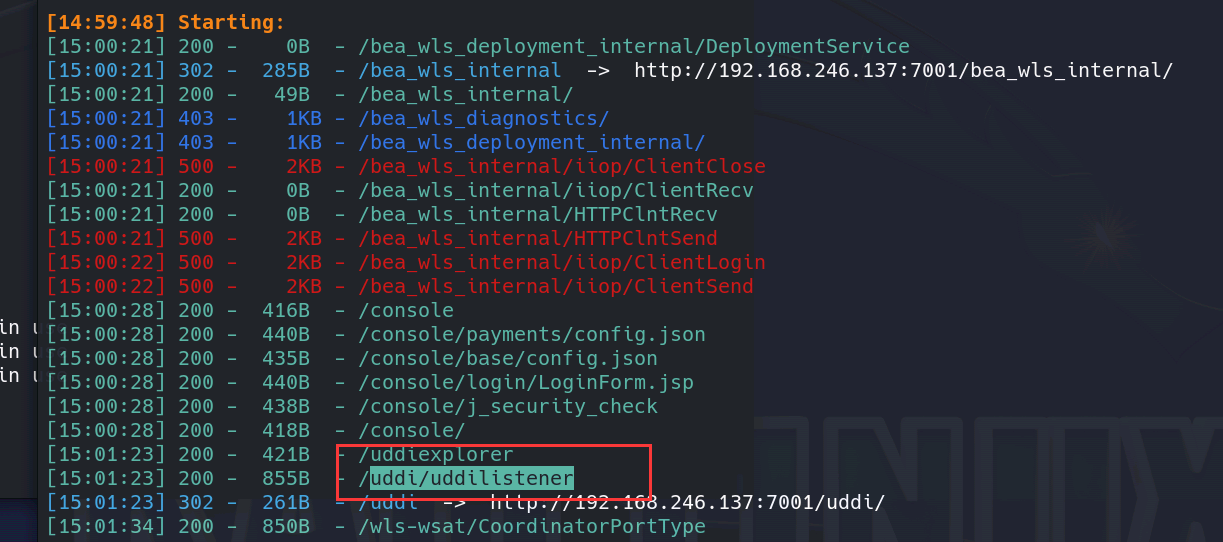 [14:59:48] Starting:
[15:00:21] 200 -    0B  - /bea_wls_deployment_internal/DeploymentService
[15:00:21] 302 -  285B  - /bea_wls_internal  ->  http://192.168.246.137:7001/bea_wls_internal/
[15:00:21] 200 -   49B  - /bea_wls_internal/
[15:00:21] 403 -    1KB - /bea_wls_diagnostics/
[15:00:21] 403 -    1KB - /bea_wls_deployment_internal/
[15:00:21] 500 -    2KB - /bea_wls_internal/iiop/ClientClose
[15:00:21] 200 -    0B  - /bea_wls_internal/iiop/ClientRecv
[15:00:21] 200 -    0B  - /bea_wls_internal/HTTPClntRecv
[15:00:21] 500 -    2KB - /bea_wls_internal/HTTPClntSend
[15:00:22] 500 -    2KB - /bea_wls_internal/iiop/ClientLogin
[15:00:22] 500 -    2KB - /bea_wls_internal/iiop/ClientSend
[15:00:28] 200 -  416B  - /console
in u [15:00:28] 200 -  440B  - /console/payments/config.json
in u [15:00:28] 200 -  435B  - /console/base/config.json
in u [15:00:28] 200 -  440B  - /console/login/LoginForm.jsp
[15:00:28] 200 -  438B  - /console/j_security_check
[15:00:28] 200 -  418B  - /console/
[15:01:23] 200 -  421B  - /uddiexplorer
[15:01:23] 200 -  855B  - /uddi/uddilistener
[15:01:23] 302 -  261B  - /uddi  ->  http://192.168.246.137:7001/uddi/
[15:01:34] 200 -  850B  - /wls-wsat/CoordinatorPortType